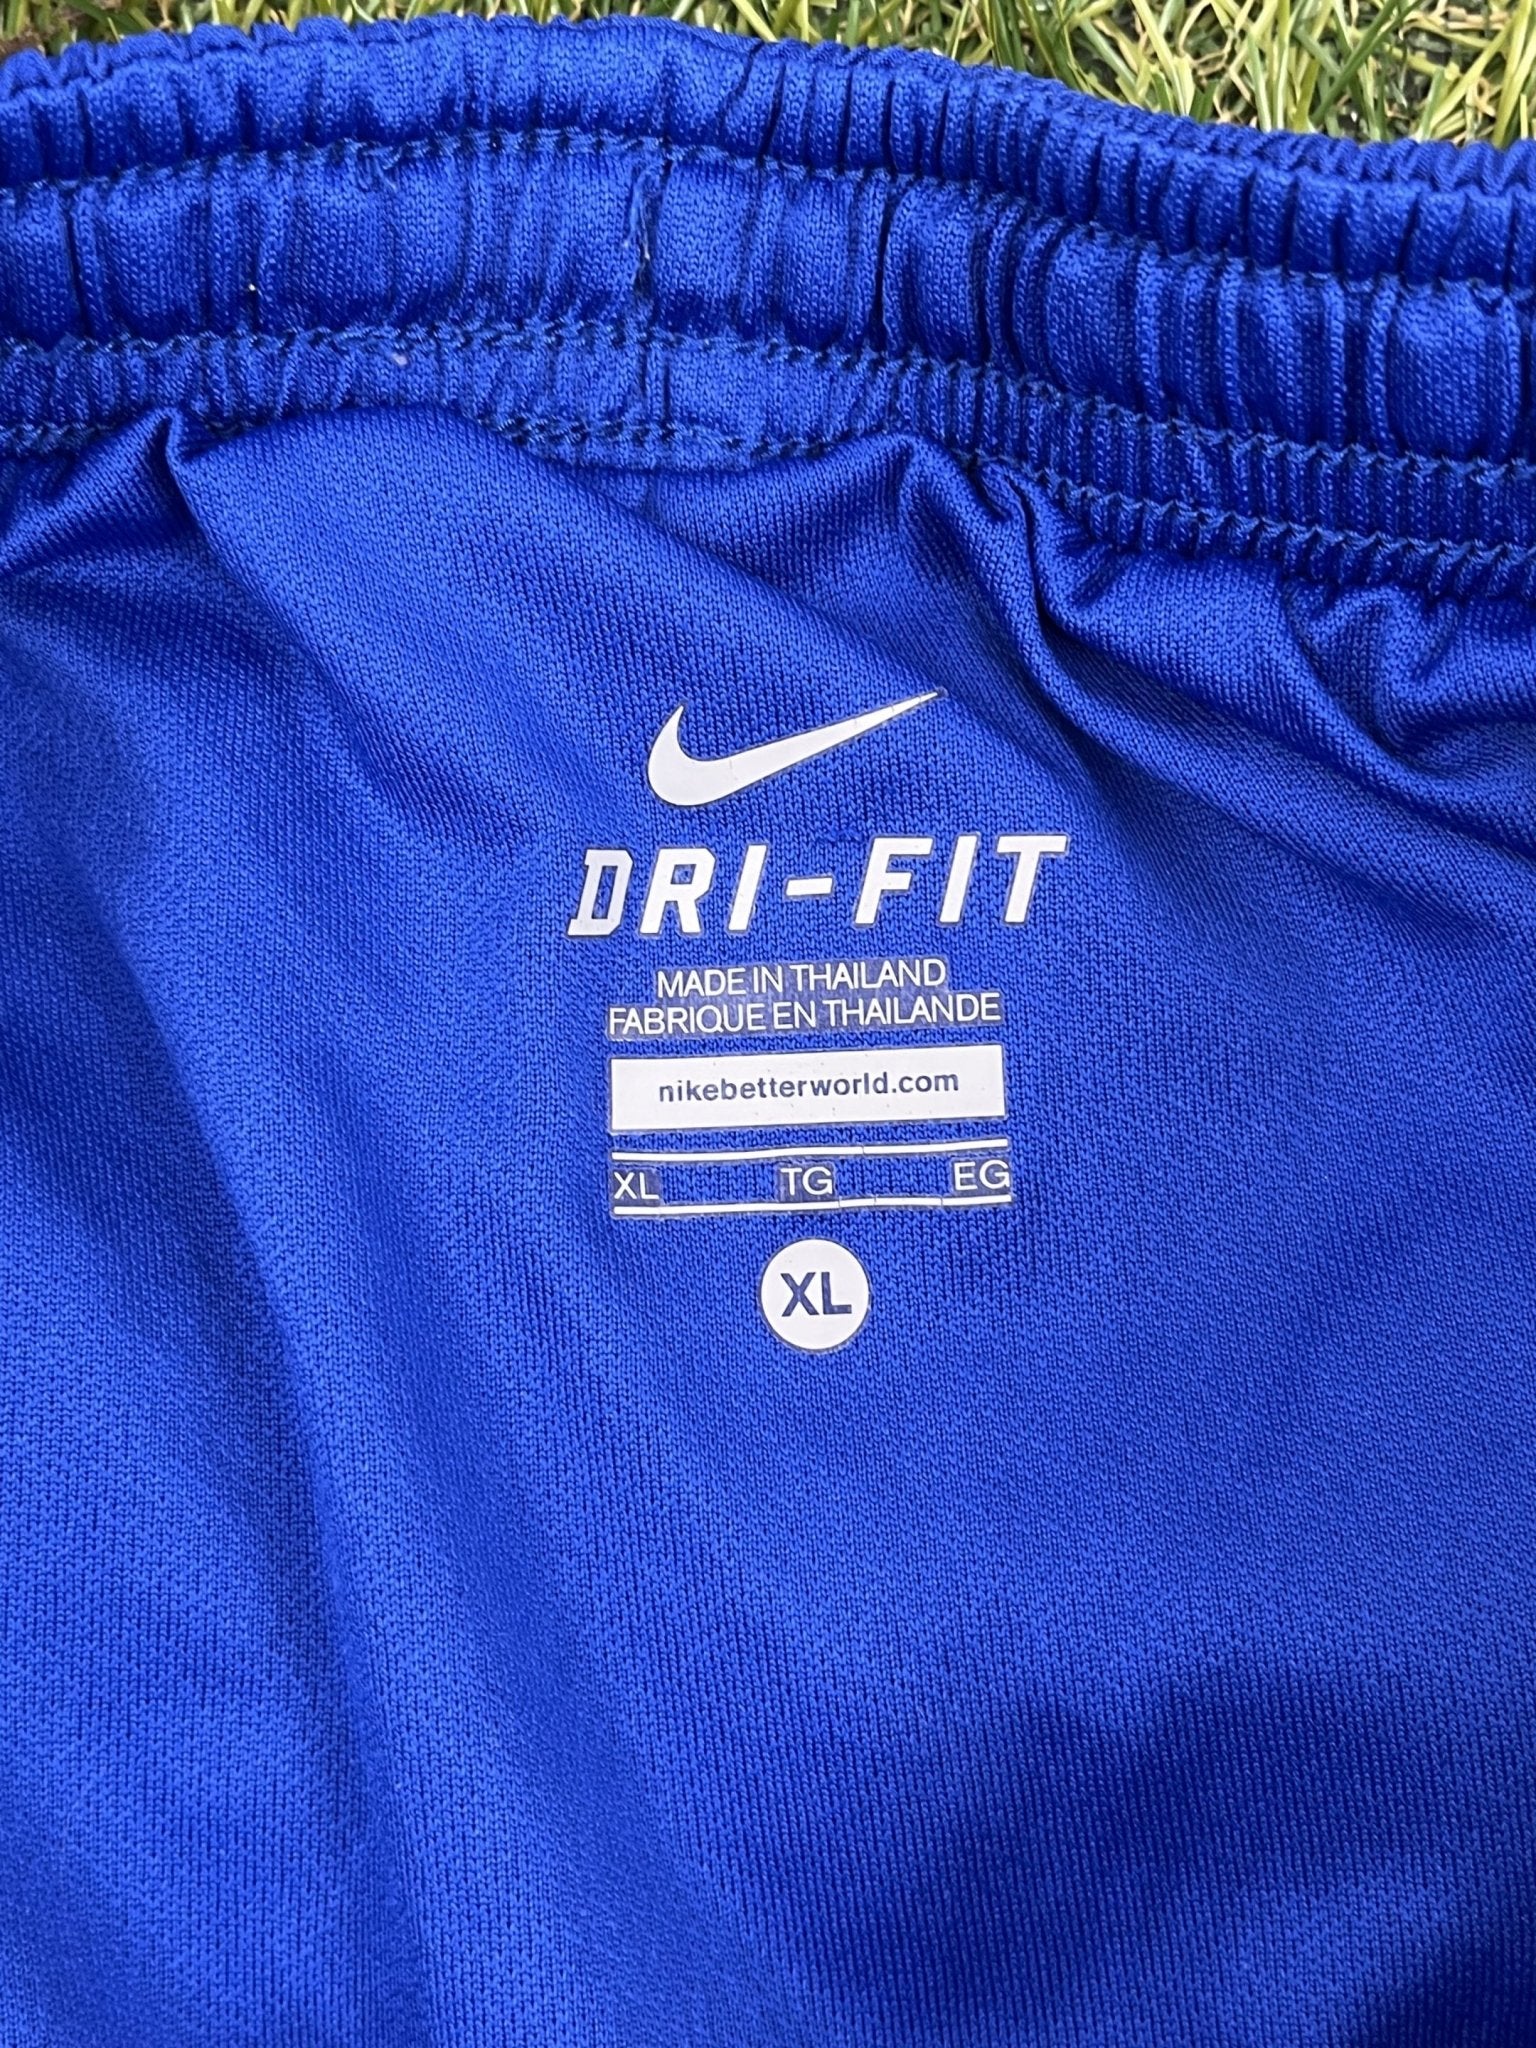 DRI-FIT
MADE IN THAILAND
FABRIQUE EN THAILANDE
nikebetterworld.com
XL TG EG
XL